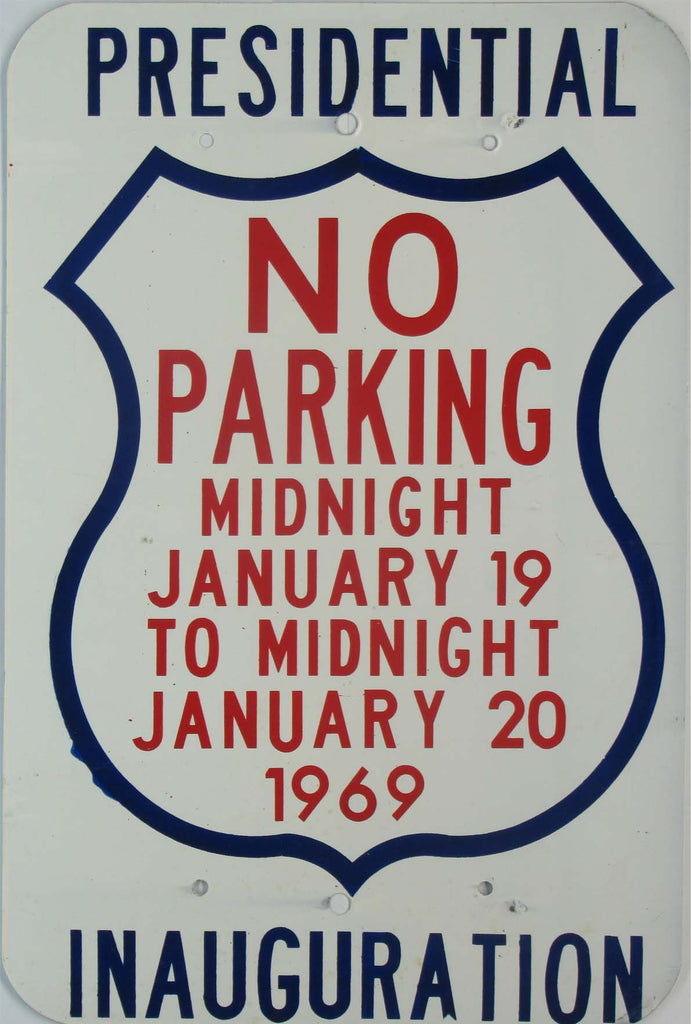 PRESIDENTIAL
NO
PARKING
MIDNIGHT
JANUARY 19
TO MIDNIGHT
JANUARY 20
1969
INAUGURATION